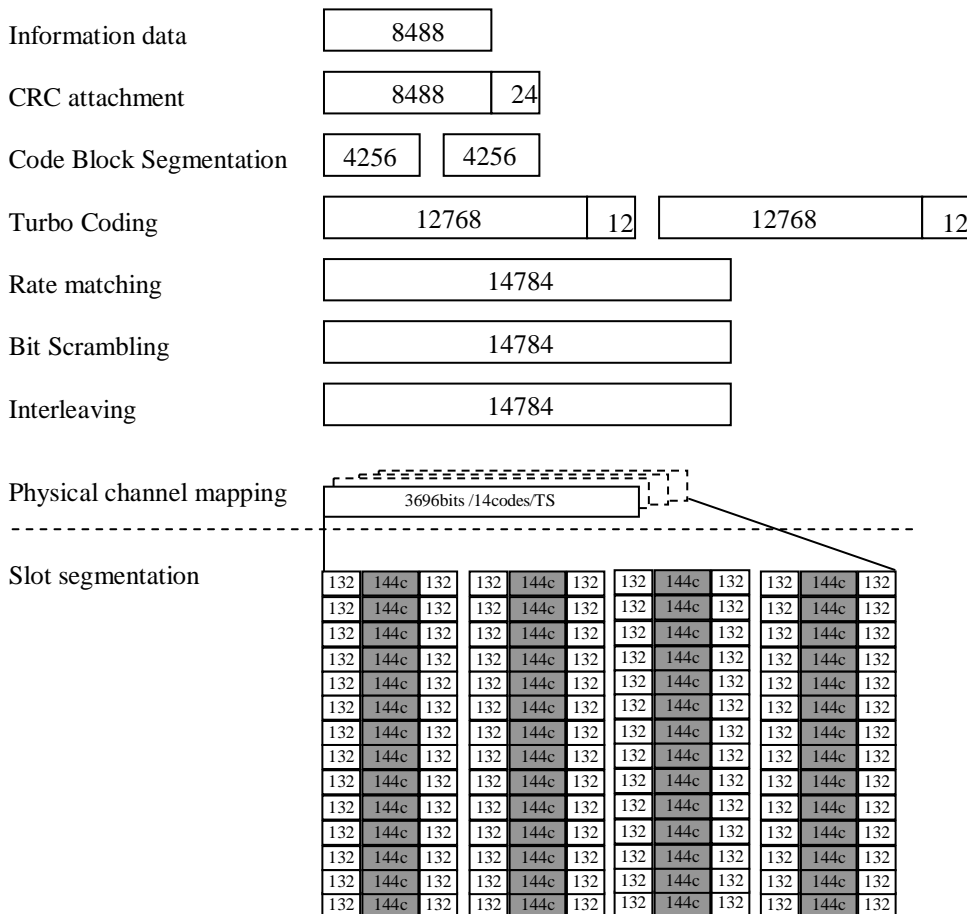 Information data 8488
CRC attachment 8488 24
Code Block Segmentation 4256 4256
Turbo Coding 12768 12 12768 12
Rate matching 14784
Bit Scrambling 14784
Interleaving 14784
Physical channel mapping 3696bits /14codes/TS
Slot segmentation
132 144c 132 132 144c 132 132 144c 132 132 144c 132
132 144c 132 132 144c 132 132 144c 132 132 144c 132
132 144c 132 132 144c 132 132 144c 132 132 144c 132
132 144c 132 132 144c 132 132 144c 132 132 144c 132
132 144c 132 132 144c 132 132 144c 132 132 144c 132
132 144c 132 132 144c 132 132 144c 132 132 144c 132
132 144c 132 132 144c 132 132 144c 132 132 144c 132
132 144c 132 132 144c 132 132 144c 132 132 144c 132
132 144c 132 132 144c 132 132 144c 132 132 144c 132
132 144c 132 132 144c 132 132 144c 132 132 144c 132
132 144c 132 132 144c 132 132 144c 132 132 144c 132
132 144c 132 132 144c 132 132 144c 132 132 144c 132
132 144c 132 132 144c 132 132 144c 132 132 144c 132
132 144c 132 132 144c 132 132 144c 132 132 144c 132